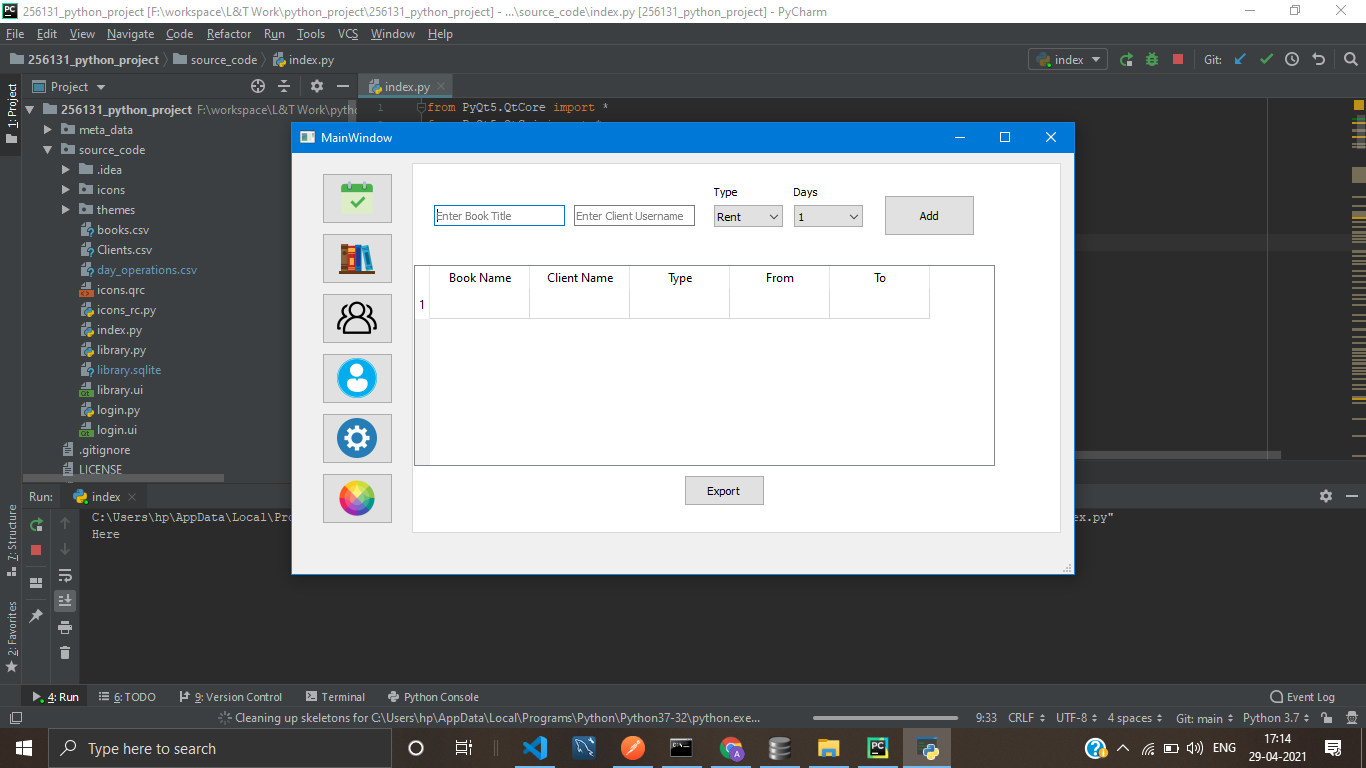 256131_python_project [F:\workspace\L&T Work\python_project\256131_python_project] - ...\source_code\index.py [256131_python_project] - PyCharm
File Edit View Navigate Code Refactor Run Tools VCS Window Help
256131_python_project source_code index.py index Git:
1: Project Project index.py
256131_python_project F:\workspace\L&T Work\pytho
1 from PyQt5.QtCore import *
meta_data
source_code
.idea
icons
themes
books.csv
Clients.csv
day_operations.csv
icons.qrc
icons_rc.py
index.py
library.py
library.sqlite
library.ui
login.py
login.ui
.gitignore
LICENSE
MainWindow
Type Days
Enter Book Title Enter Client Username Rent 1 Add
Book Name Client Name Type From To
1
Export
Run: index
C:\Users\hp\AppData\Local\Pro ex.py"
Here
7: Structure
2: Favorites
4: Run 6: TODO 9: Version Control Terminal Python Console Event Log
Cleaning up skeletons for C:\Users\hp\AppData\Local\Programs\Python\Python37-32\python.exe... 9:33 CRLF UTF-8 4 spaces Git: main Python 3.7
Type here to search ENG 17:14
29-04-2021